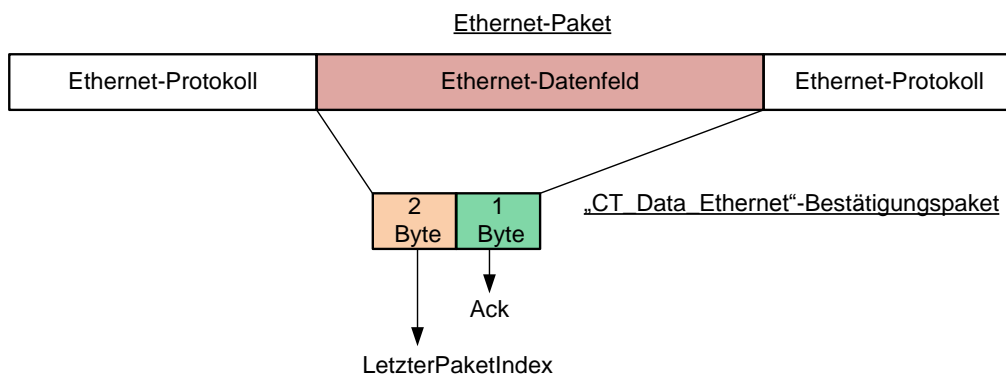 Ethernet-Paket
Ethernet-Protokoll Ethernet-Datenfeld Ethernet-Protokoll
2 Byte 1 Byte
„CT_Data_Ethernet“-Bestätigungspaket
Ack
LetzterPaketIndex